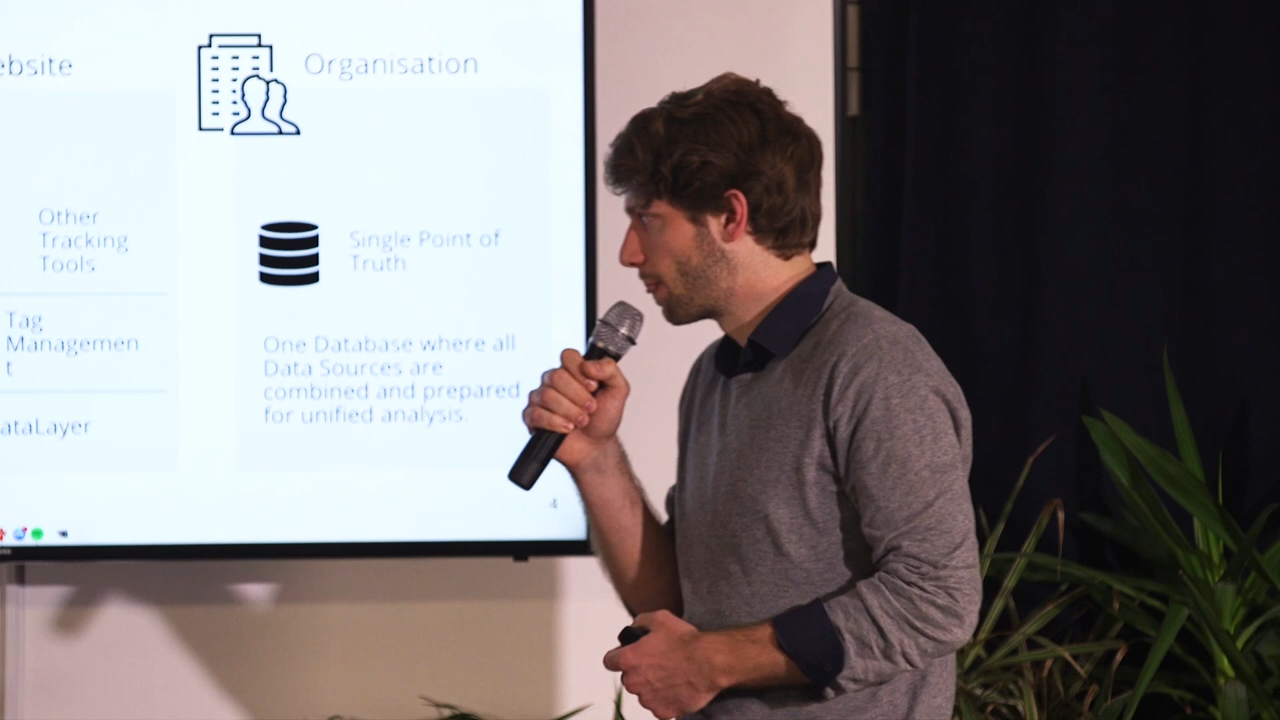 ebsite
Organisation
Other
Tracking
Tools
Single Point of
Truth
Tag
Managemen
t
One Database where all
Data Sources are
combined and prepared
for unified analysis.
ataLayer
4